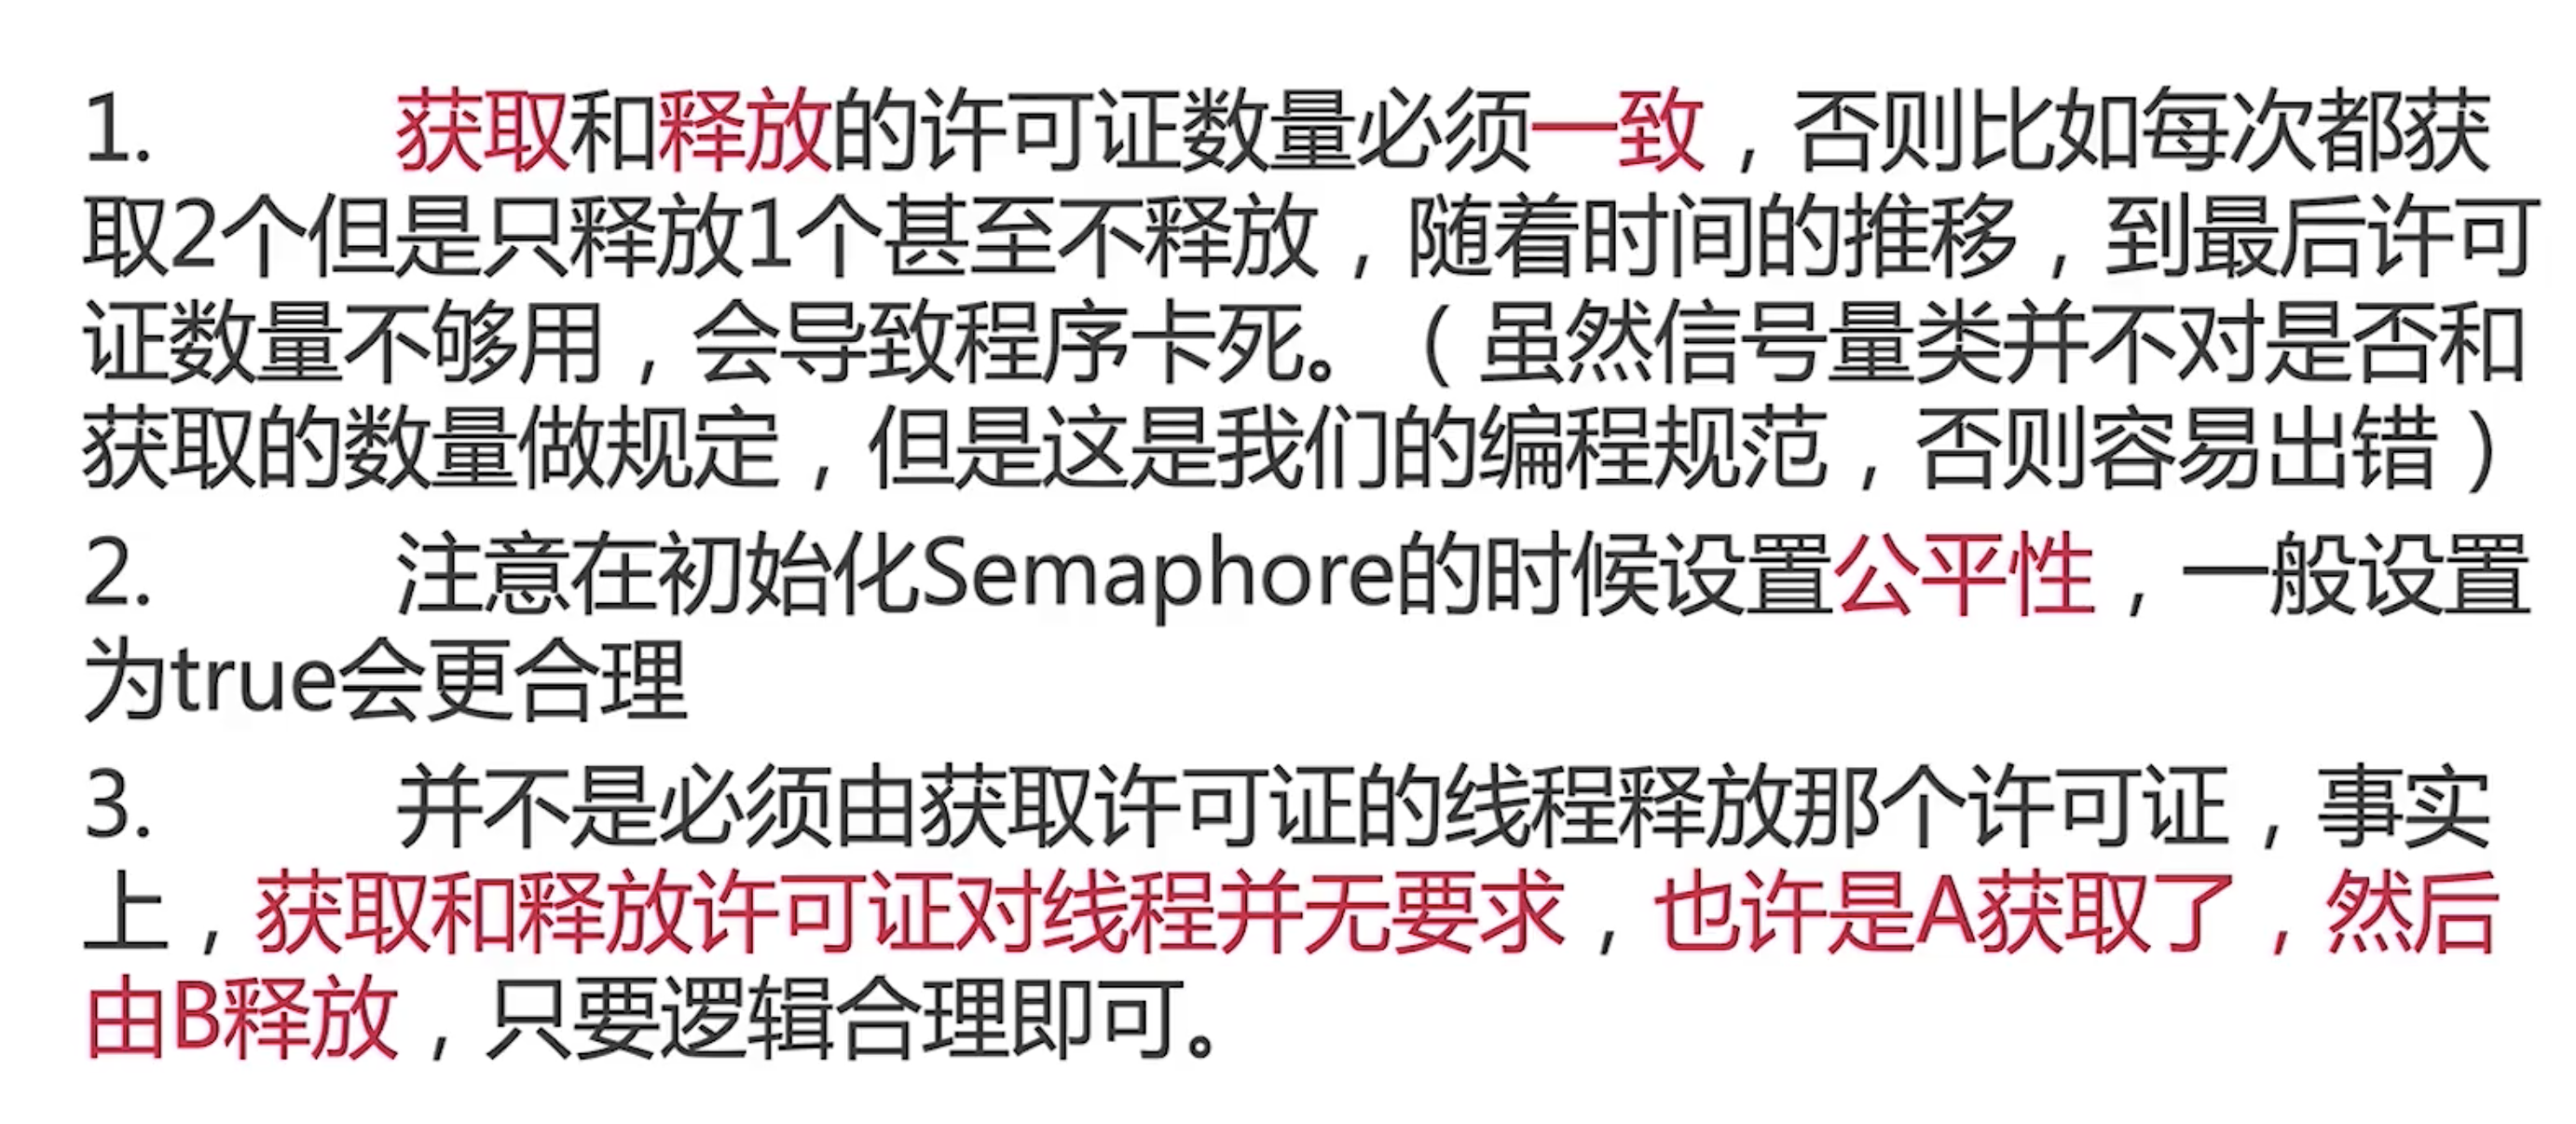 1. 获取和释放的许可证数量必须一致，否则比如每次都获
取2个但是只释放1个甚至不释放，随着时间的推移，到最后许可
证数量不够用，会导致程序卡死。（虽然信号量类并不对是否和
获取的数量做规定，但是这是我们的编程规范，否则容易出错）
2. 注意在初始化Semaphore的时候设置公平性，一般设置
为true会更合理
3. 并不是必须由获取许可证的线程释放那个许可证，事实
上，获取和释放许可证对线程并无要求，也许是A获取了，然后
由B释放，只要逻辑合理即可。